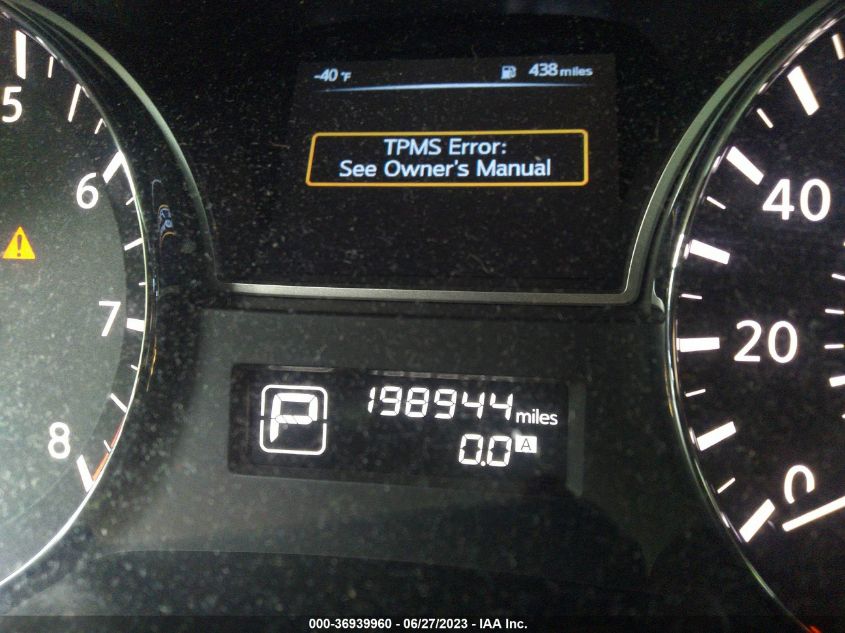 -40 °F 438 miles
TPMS Error:
See Owner's Manual
5
6
7
8
40
20
0
P 198944 miles
0.0 A
000-36939960 - 06/27/2023 - IAA Inc.